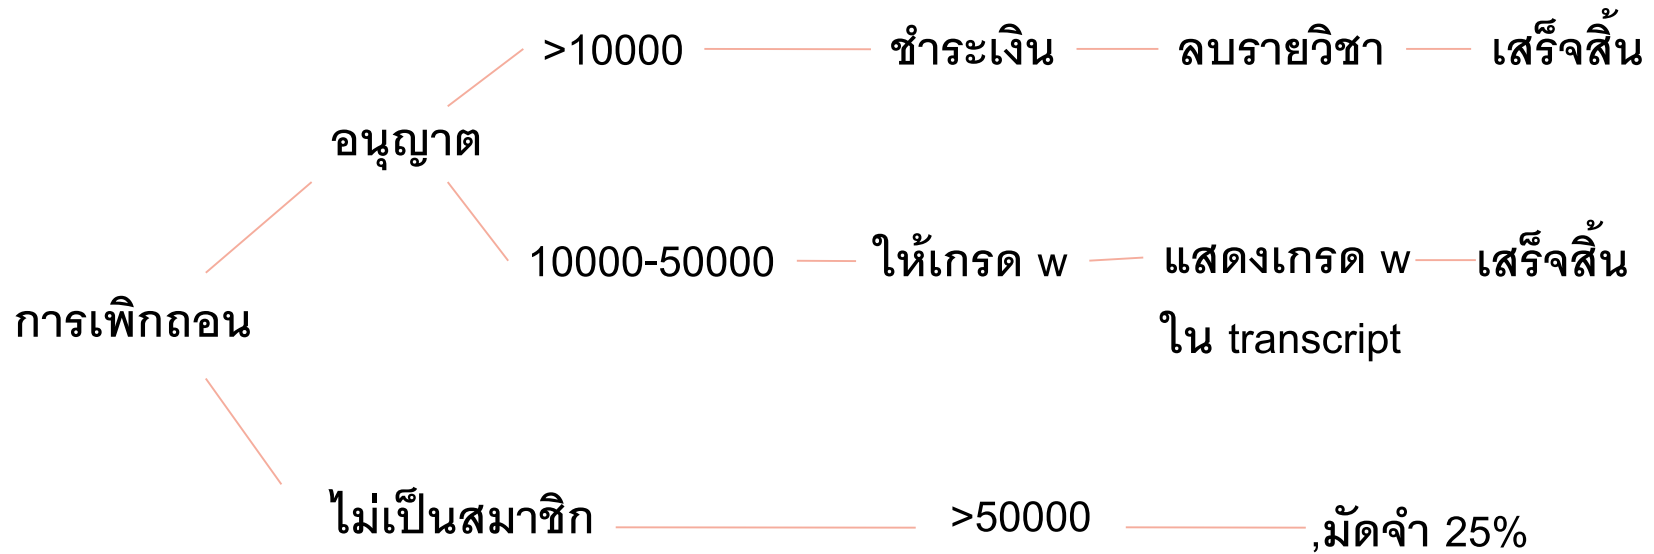 >10000
ชำระเงิน
ลบรายวิชา
เสร็จสิ้น
อนุญาต
10000-50000
ให้เกรด w
แสดงเกรด w
ใน transcript
เสร็จสิ้น
การเพิกถอน
ไม่เป็นสมาชิก
>50000
,มัดจำ 25%